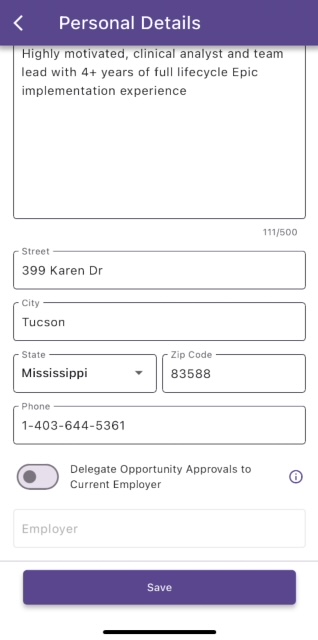 Personal Details
Highly motivated, clinical analyst and team
lead with 4+ years of full lifecycle Epic
implementation experience
111/500
Street
399 Karen Dr
City
Tucson
State
Mississippi
Zip Code
83588
Phone
1-403-644-5361
Delegate Opportunity Approvals to
Current Employer
Employer
Save